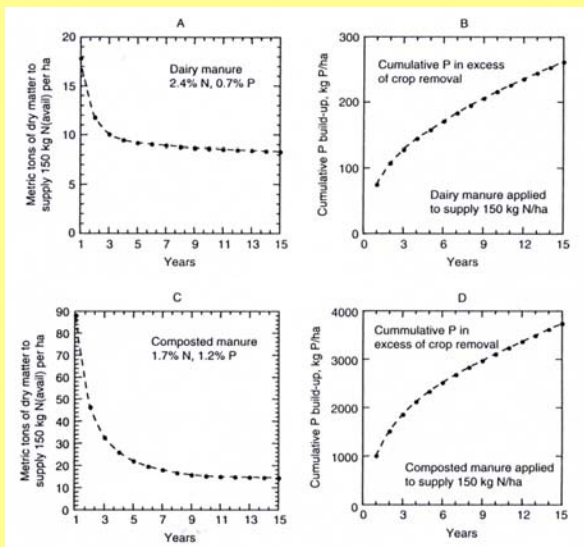 A
Metric tons of dry matter to
supply 150 kg N(avail) per ha
20
15
10
5
0
Dairy manure
2.4% N, 0.7% P
1 3 5 7 9 11 13 15
Years
B
Cumulative P build-up, kg P/ha
300
200
100
0
Cumulative P in excess
of crop removal
Dairy manure applied
to supply 150 kg N/ha
0 3 6 9 12 15
Years
C
Metric tons of dry matter to
supply 150 kg N(avail) per ha
90
80
70
60
50
40
30
20
10
0
Composted manure
1.7% N, 1.2% P
1 3 5 7 9 11 13 15
Years
D
Cumulative P build-up, kg P/ha
4000
3000
2000
1000
0
Cummulative P in
excess of crop removal
Composted manure applied
to supply 150 kg N/ha
0 3 6 9 12 15
Years